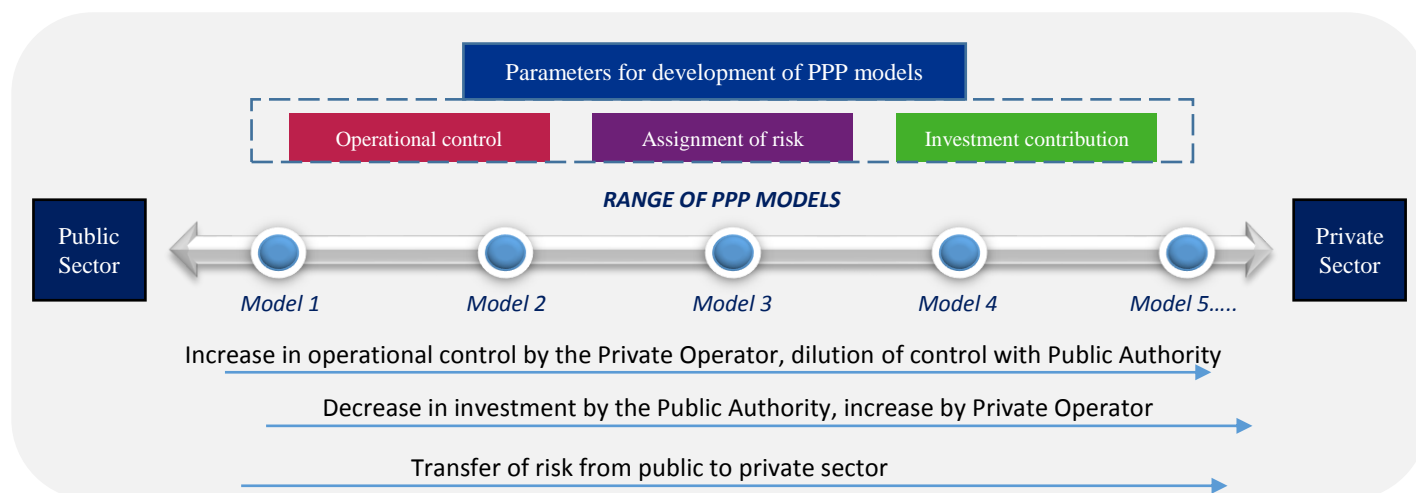 Parameters for development of PPP models
Operational control
Assignment of risk
Investment contribution
RANGE OF PPP MODELS
Public
Sector
Private
Sector
Model 1
Model 2
Model 3
Model 4
Model 5.....
Increase in operational control by the Private Operator, dilution of control with Public Authority
Decrease in investment by the Public Authority, increase by Private Operator
Transfer of risk from public to private sector